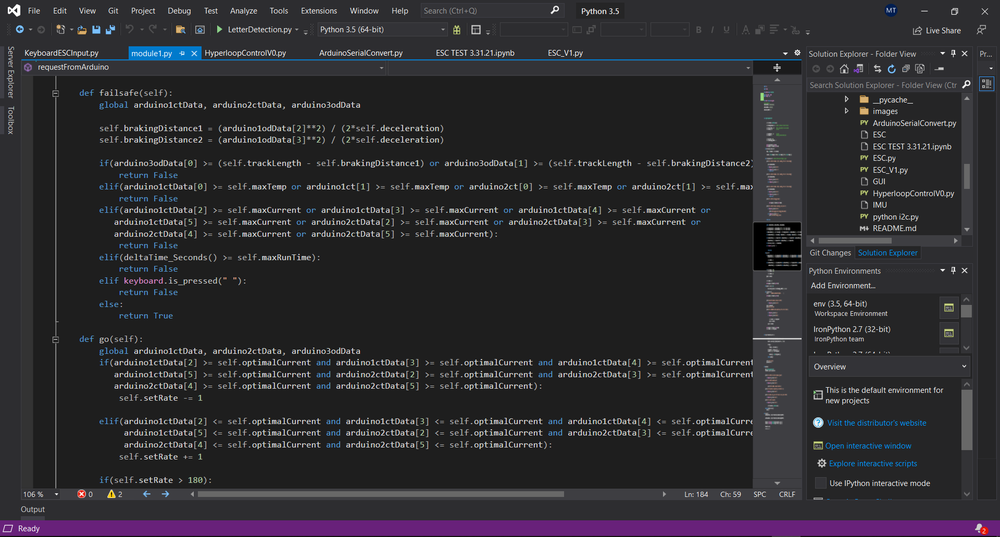 File Edit View Git Project Debug Test Analyze Tools Extensions Window Help Search (Ctrl+Q) Python 3.5 MT
LetterDetection.py Python 3.5 (64-bit) Live Share
Server Explorer
Toolbox
KeyboardESCInput.py module1.py HyperloopControlV0.py ArduinoSerialConvert.py ESC TEST 3.31.21.ipynb ESC_V1.py
requestFromArduino
def failsafe(self):
global arduino1ctData, arduino2ctData, arduino3odData
self.brakingDistance1 = (arduino1odData[2]**2) / (2*self.deceleration)
self.brakingDistance2 = (arduino1odData[3]**2) / (2*self.deceleration)
if(arduino3odData[0] >= (self.trackLength - self.brakingDistance1) or arduino3odData[1] >= (self.trackLength - self.brakingDistance2)
return False
elif(arduino1ctData[0] >= self.maxTemp or arduino1ct[1] >= self.maxTemp or arduino2ct[0] >= self.maxTemp or arduino2ct[1] >= self.max
return False
elif(arduino1ctData[2] >= self.maxCurrent or arduino1ctData[3] >= self.maxCurrent or arduino1ctData[4] >= self.maxCurrent or
arduino1ctData[5] >= self.maxCurrent or arduino2ctData[2] >= self.maxCurrent or arduino2ctData[3] >= self.maxCurrent or
arduino2ctData[4] >= self.maxCurrent or arduino2ctData[5] >= self.maxCurrent):
return False
elif(deltaTime_Seconds() >= self.maxRunTime):
return False
elif keyboard.is_pressed(" "):
return False
else:
return True
def go(self):
global arduino1ctData, arduino2ctData, arduino3odData
if(arduino1ctData[2] >= self.optimalCurrent and arduino1ctData[3] >= self.optimalCurrent and arduino1ctData[4] >= self.optimalCurrent
arduino1ctData[5] >= self.optimalCurrent and arduino2ctData[2] >= self.optimalCurrent and arduino2ctData[3] >= self.optimalCurrent
arduino2ctData[4] >= self.optimalCurrent and arduino2ctData[5] >= self.optimalCurrent):
self.setRate -= 1
elif(arduino1ctData[2] <= self.optimalCurrent and arduino1ctData[3] <= self.optimalCurrent and arduino1ctData[4] <= self.optimalCurre
arduino1ctData[5] <= self.optimalCurrent and arduino2ctData[2] <= self.optimalCurrent and arduino2ctData[3] <= self.optimalCurre
arduino2ctData[4] <= self.optimalCurrent and arduino2ctData[5] <= self.optimalCurrent):
self.setRate += 1
if(self.setRate > 180):
106 % 0 2 Ln: 184 Ch: 59 SPC CRLF
Solution Explorer - Folder View
Pr...
Search Solution Explorer - Folder View (Ctr
__pycache__
images
PY ArduinoSerialConvert.py
ESC
ESC TEST 3.31.21.ipynb
PY ESC.py
PY ESC_V1.py
GUI
PY HyperloopControlV0.py
IMU
PY python i2c.py
M README.md
Git Changes Solution Explorer
Python Environments
Add Environment...
env (3.5, 64-bit)
Workspace Environment
IronPython 2.7 (32-bit)
IronPython team
Overview
This is the default environment for
new projects
Visit the distributor's website
Open interactive window
Explore interactive scripts
Use IPython interactive mode
Output
Ready 2